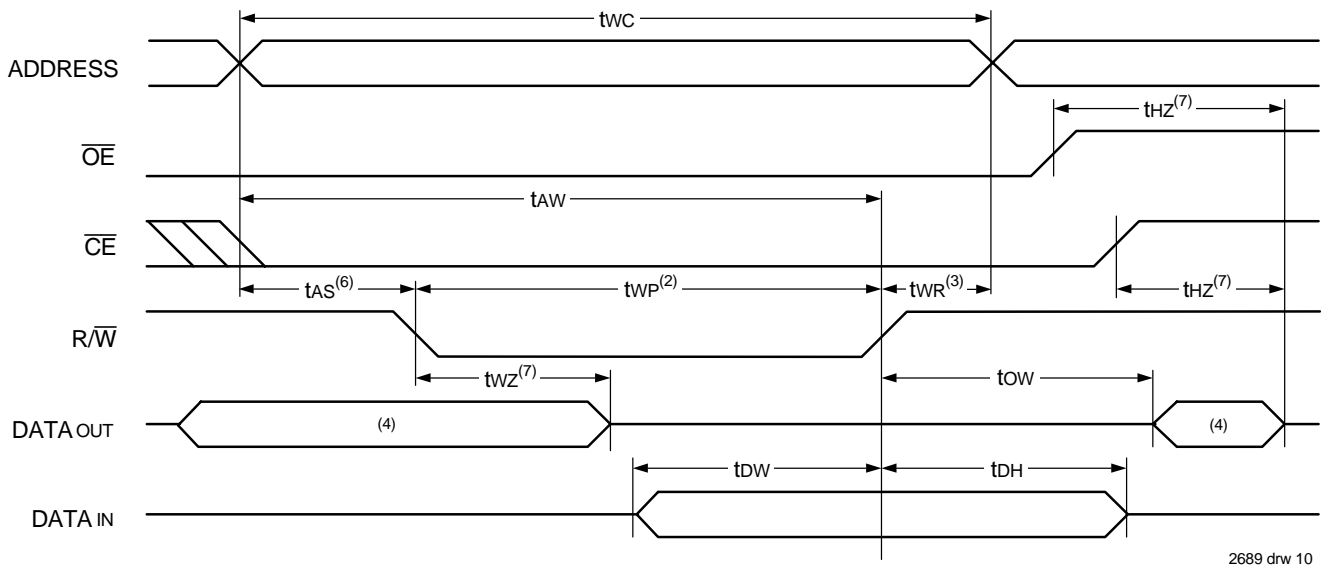 tWC
ADDRESS
tHZ(7)
OE
tAW
CE
tAS(6) tWP(2) tWR(3) tHZ(7)
R/W
tWZ(7) tOW
DATA OUT (4) (4)
tDW tDH
DATA IN
2689 drw 10